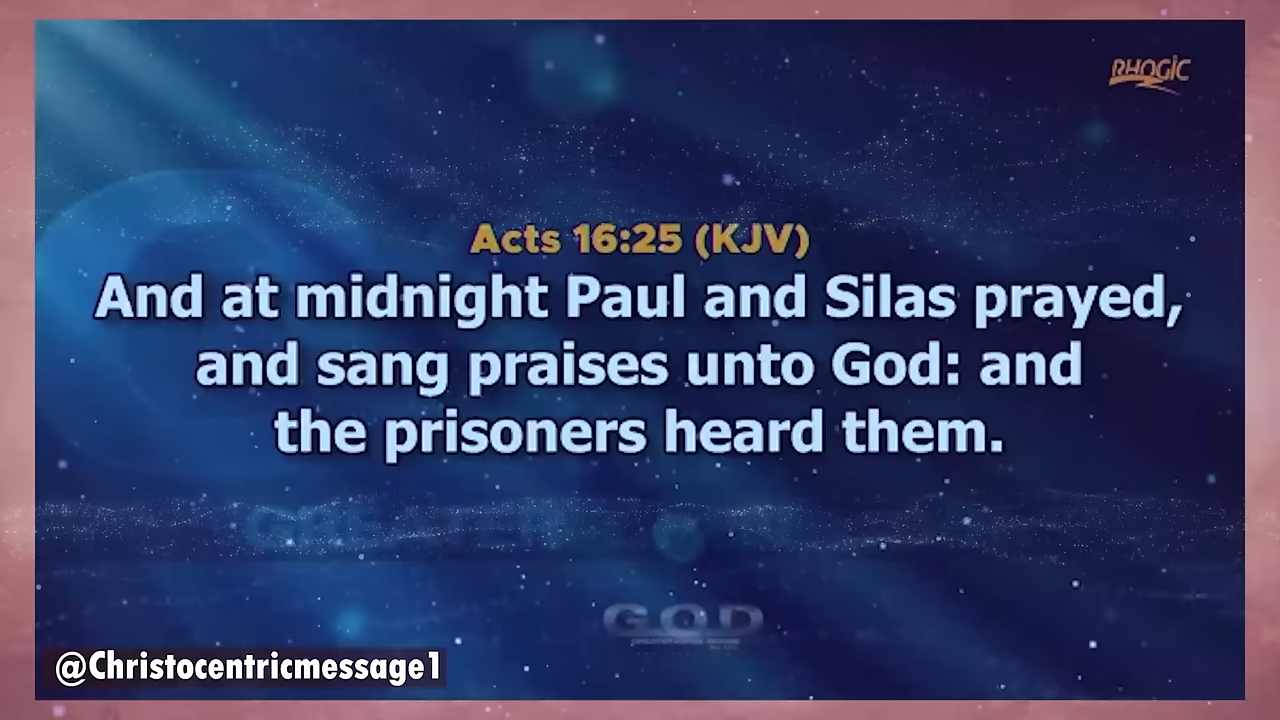 RHOGIC
Acts 16:25 (KJV)
And at midnight Paul and Silas prayed,
and sang praises unto God: and
the prisoners heard them.
G.O.D
@Christocentricmessage1